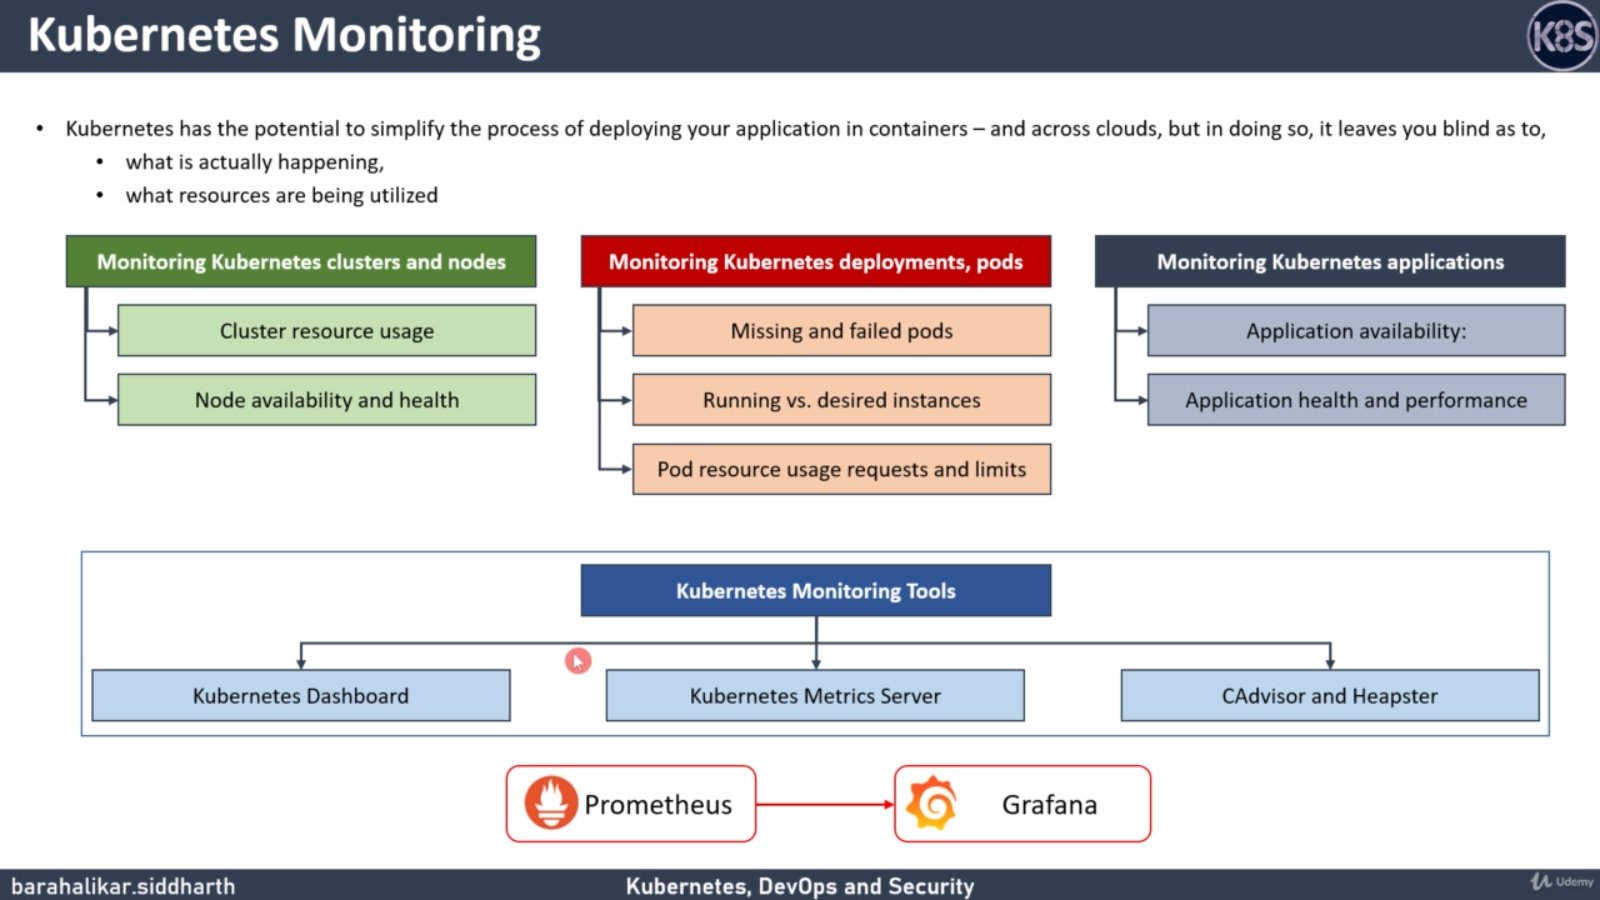 Kubernetes Monitoring
K8S
• Kubernetes has the potential to simplify the process of deploying your application in containers – and across clouds, but in doing so, it leaves you blind as to,
• what is actually happening,
• what resources are being utilized
Monitoring Kubernetes clusters and nodes
Cluster resource usage
Node availability and health
Monitoring Kubernetes deployments, pods
Missing and failed pods
Running vs. desired instances
Pod resource usage requests and limits
Monitoring Kubernetes applications
Application availability:
Application health and performance
Kubernetes Monitoring Tools
Kubernetes Dashboard
Kubernetes Metrics Server
CAdvisor and Heapster
Prometheus
Grafana
barahalikar.siddharth
Kubernetes, DevOps and Security
Udemy